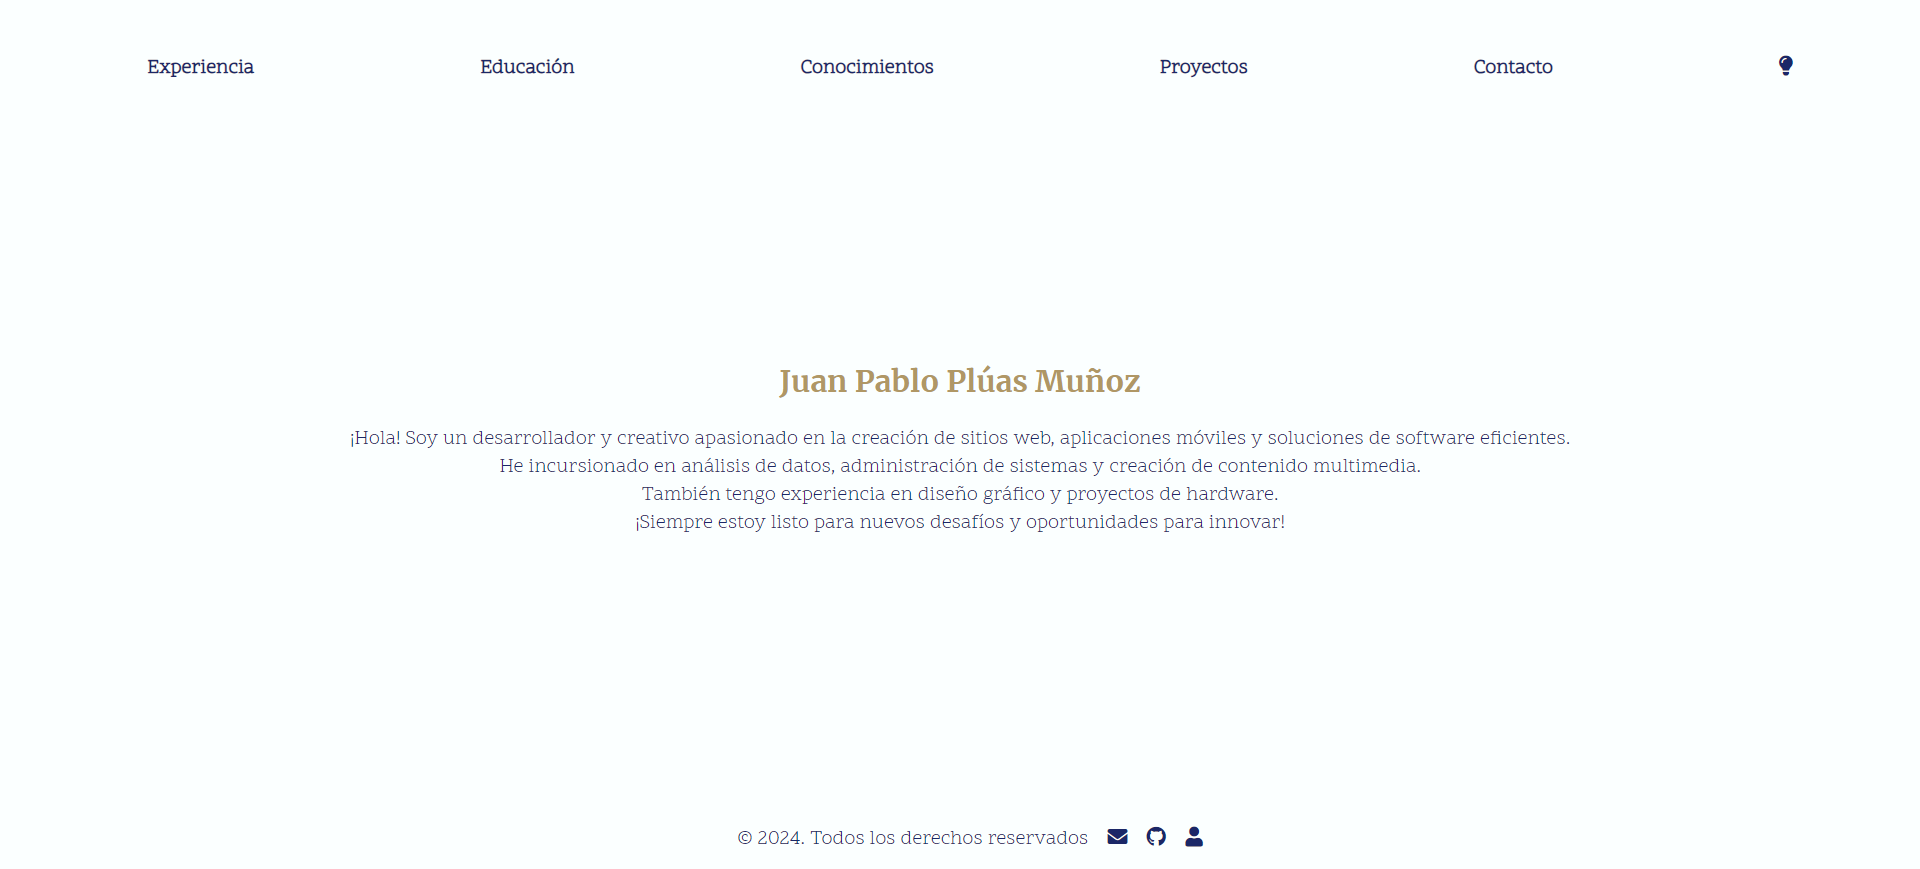 Experiencia
Educación
Conocimientos
Proyectos
Contacto
Juan Pablo Plúas Muñoz
¡Hola! Soy un desarrollador y creativo apasionado en la creación de sitios web, aplicaciones móviles y soluciones de software eficientes.
He incursionado en análisis de datos, administración de sistemas y creación de contenido multimedia.
También tengo experiencia en diseño gráfico y proyectos de hardware.
¡Siempre estoy listo para nuevos desafíos y oportunidades para innovar!
© 2024. Todos los derechos reservados